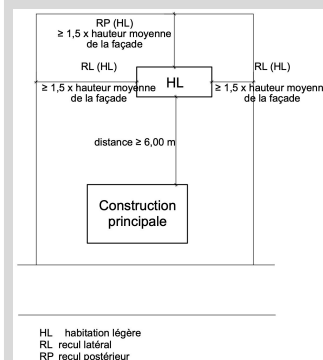 RP (HL)
≥ 1,5 x hauteur moyenne
de la façade
RL (HL)
RL (HL)
HL
≥ 1,5 x hauteur moyenne
de la façade
≥ 1,5 x hauteur moyenn
de la façade
distance ≥ 6,00 m
Construction
principale
HL habitation légère
RL recul latéral
RP recul postérieur